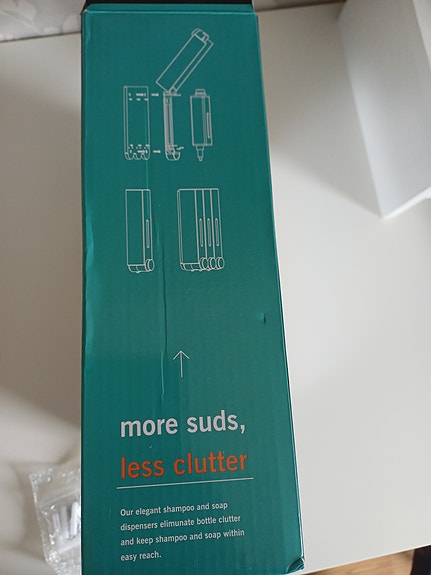 more suds,
less clutter
Our elegant shampoo and soap
dispensers elimunate bottle clutter
and keep shampoo and soap within
easy reach.